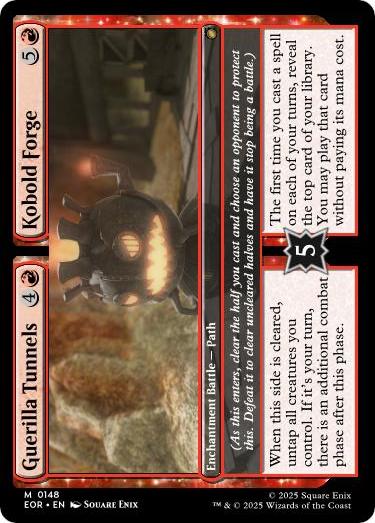 Guerilla Tunnels 4
Kobold Forge 5
Enchantment Battle — Path
(As this enters, clear the half you cast and choose an opponent to protect
this. Defeat it to clear uncleared halves and have it stop being a battle.)
When this side is cleared,
untap all creatures you
control. If it's your turn,
there is an additional combat
phase after this phase.
5
The first time you cast a spell
on each of your turns, reveal
the top card of your library.
You may play that card
without paying its mana cost.
M 0148
EOR • EN SQUARE ENIX
© 2025 Square Enix
™ & © 2025 Wizards of the Coast